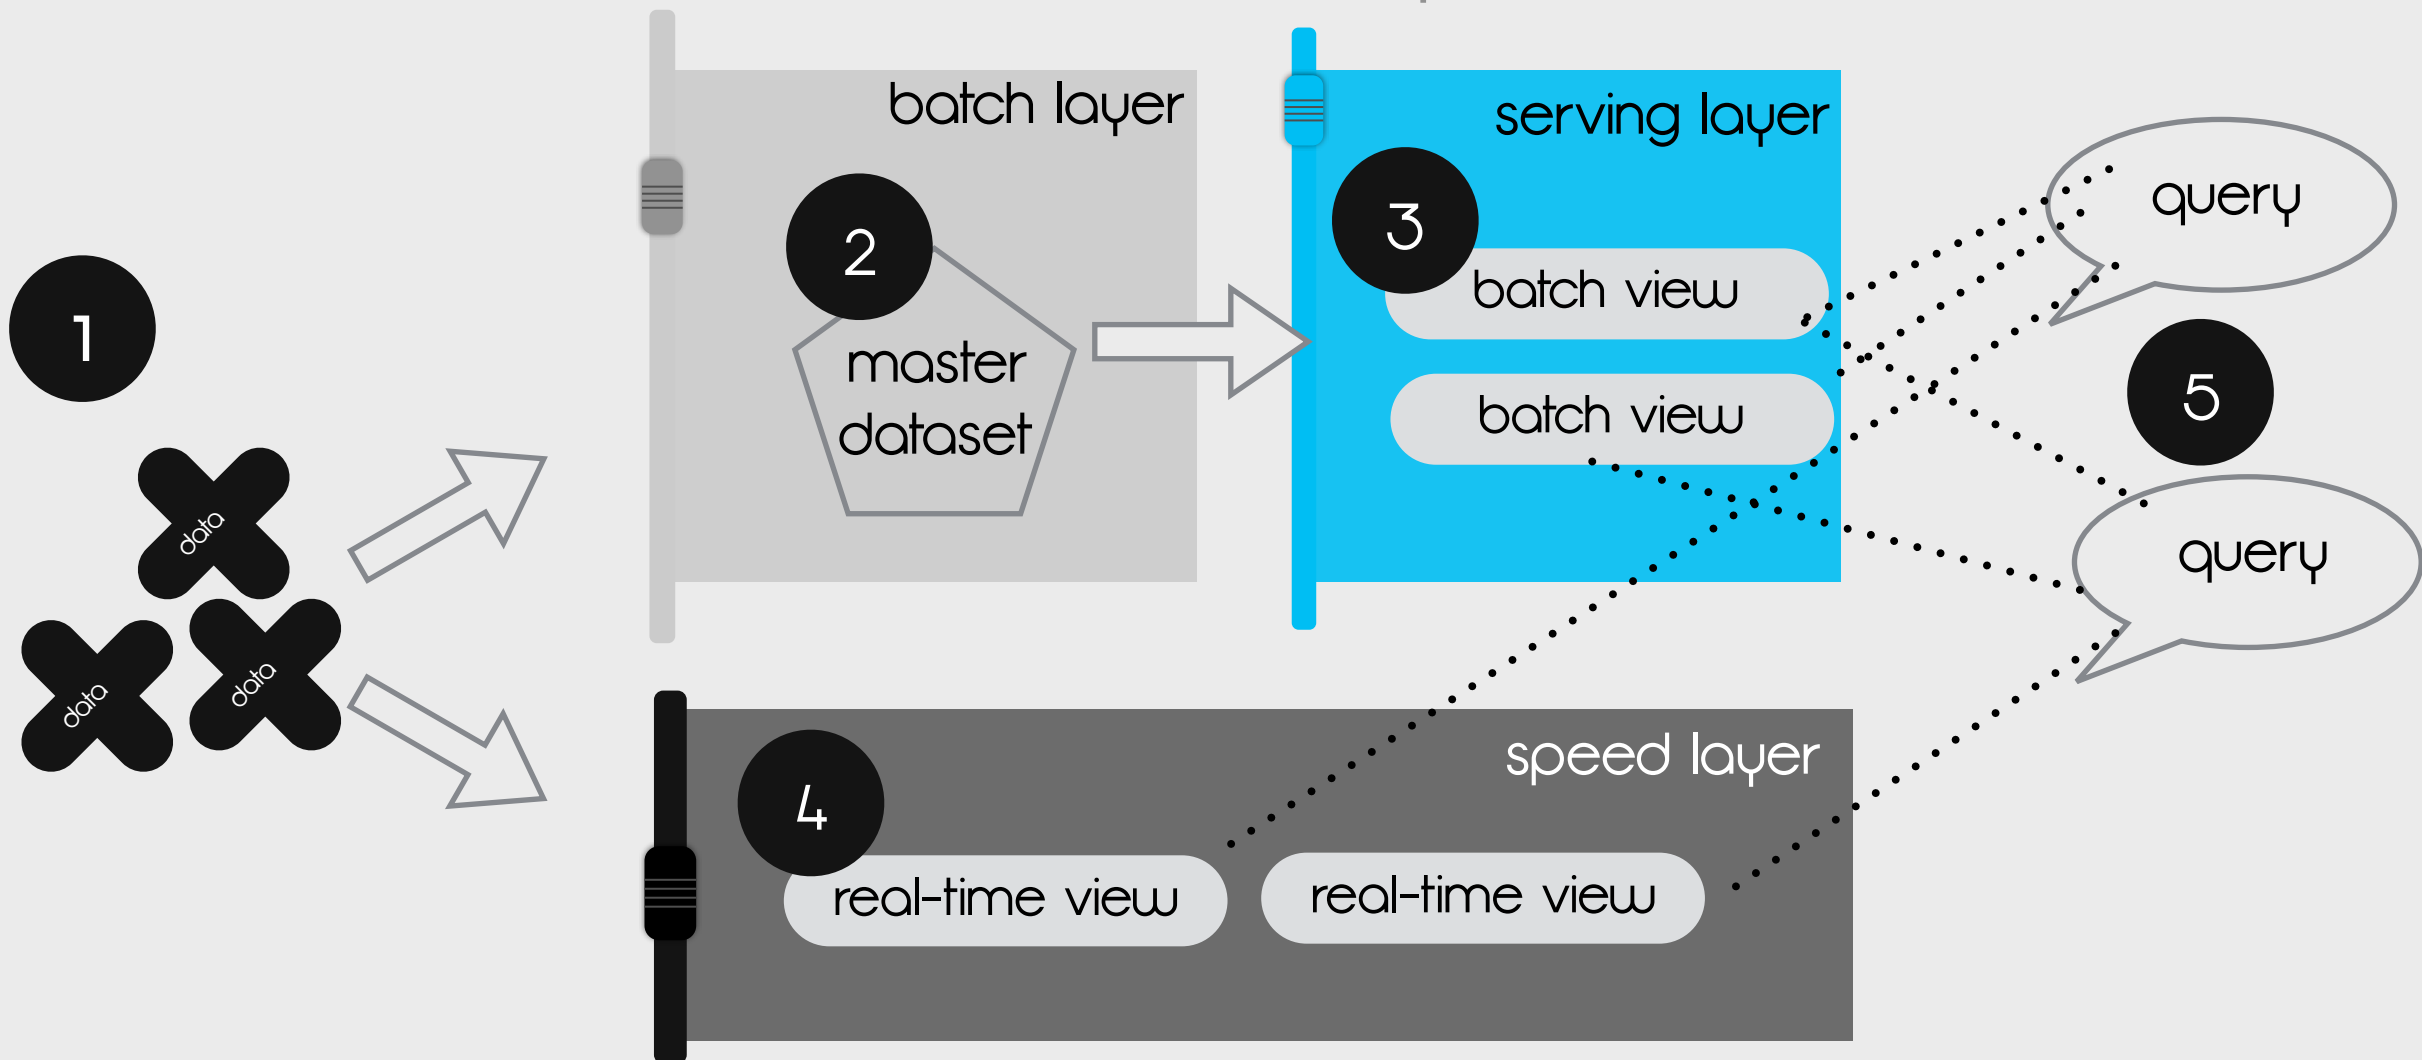 1
data
data
data
batch layer
2
master
dataset
serving layer
3
batch view
batch view
speed layer
4
real-time view
real-time view
query
5
query